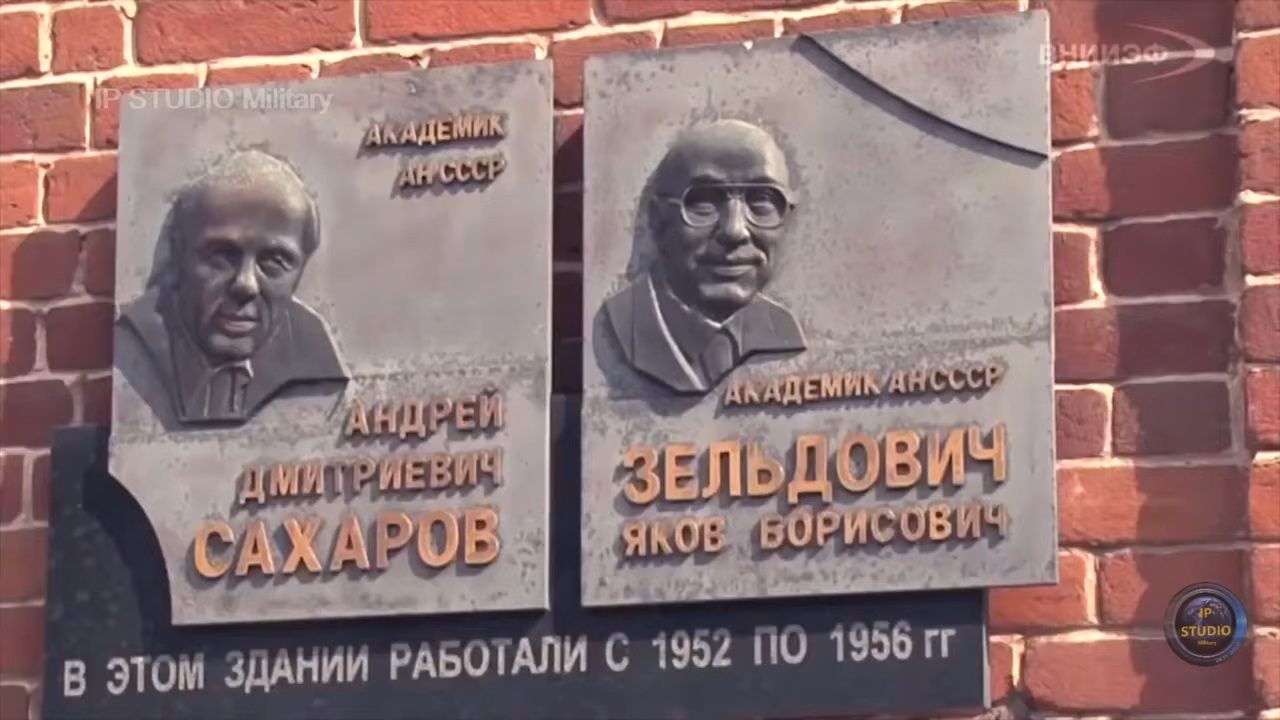 IP STUDIO Military
ВНИИЭФ
АКАДЕМИК
АН СССР
АНДРЕЙ
ДМИТРИЕВИЧ
САХАРОВ
АКАДЕМИК АН СССР
ЗЕЛЬДОВИЧ
ЯКОВ БОРИСОВИЧ
В ЭТОМ ЗДАНИИ РАБОТАЛИ С 1952 ПО 1956 гг
IP
STUDIO
Military